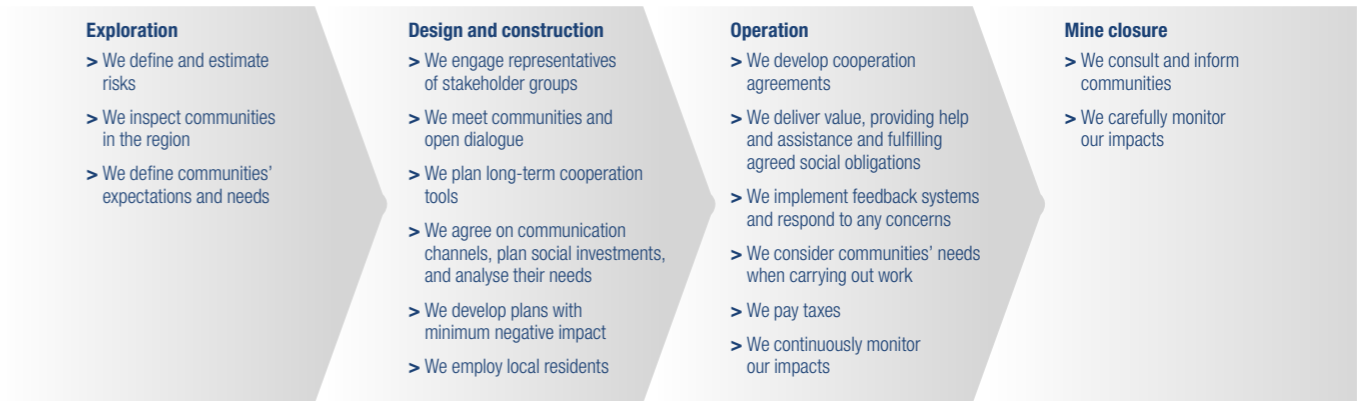 Exploration
> We define and estimate
risks
> We inspect communities
in the region
> We define communities’
expectations and needs
Design and construction
> We engage representatives
of stakeholder groups
> We meet communities and
open dialogue
> We plan long-term cooperation
tools
> We agree on communication
channels, plan social investments,
and analyse their needs
> We develop plans with
minimum negative impact
> We employ local residents
Operation
> We develop cooperation
agreements
> We deliver value, providing help
and assistance and fulfilling
agreed social obligations
> We implement feedback systems
and respond to any concerns
> We consider communities’ needs
when carrying out work
> We pay taxes
> We continuously monitor
our impacts
Mine closure
> We consult and inform
communities
> We carefully monitor
our impacts